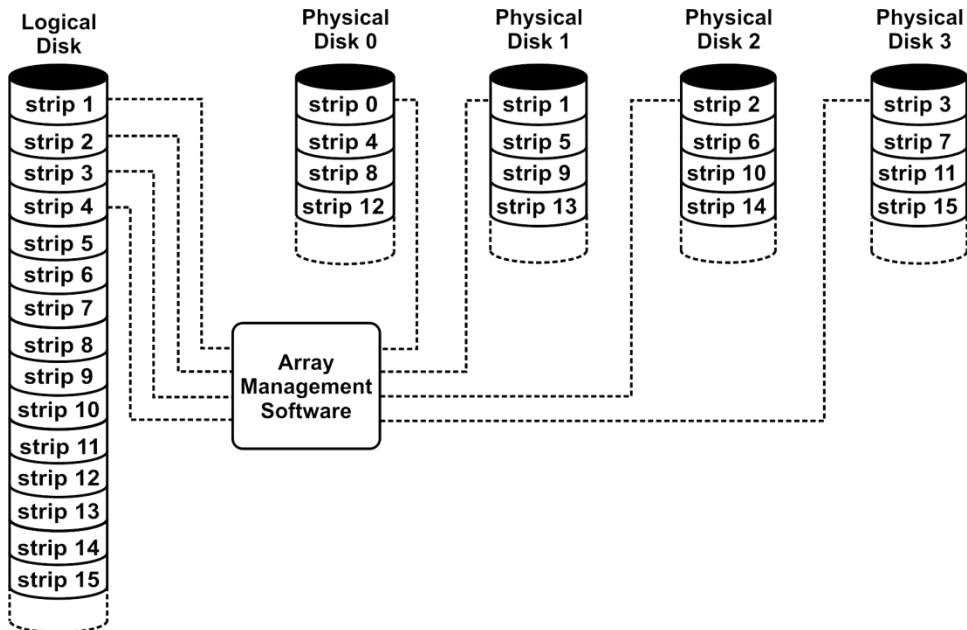 Logical
Disk
Physical
Disk 0
Physical
Disk 1
Physical
Disk 2
Physical
Disk 3
strip 1
strip 2
strip 3
strip 4
strip 5
strip 6
strip 7
strip 8
strip 9
strip 10
strip 11
strip 12
strip 13
strip 14
strip 15
strip 0
strip 4
strip 8
strip 12
strip 1
strip 5
strip 9
strip 13
strip 2
strip 6
strip 10
strip 14
strip 3
strip 7
strip 11
strip 15
Array
Management
Software